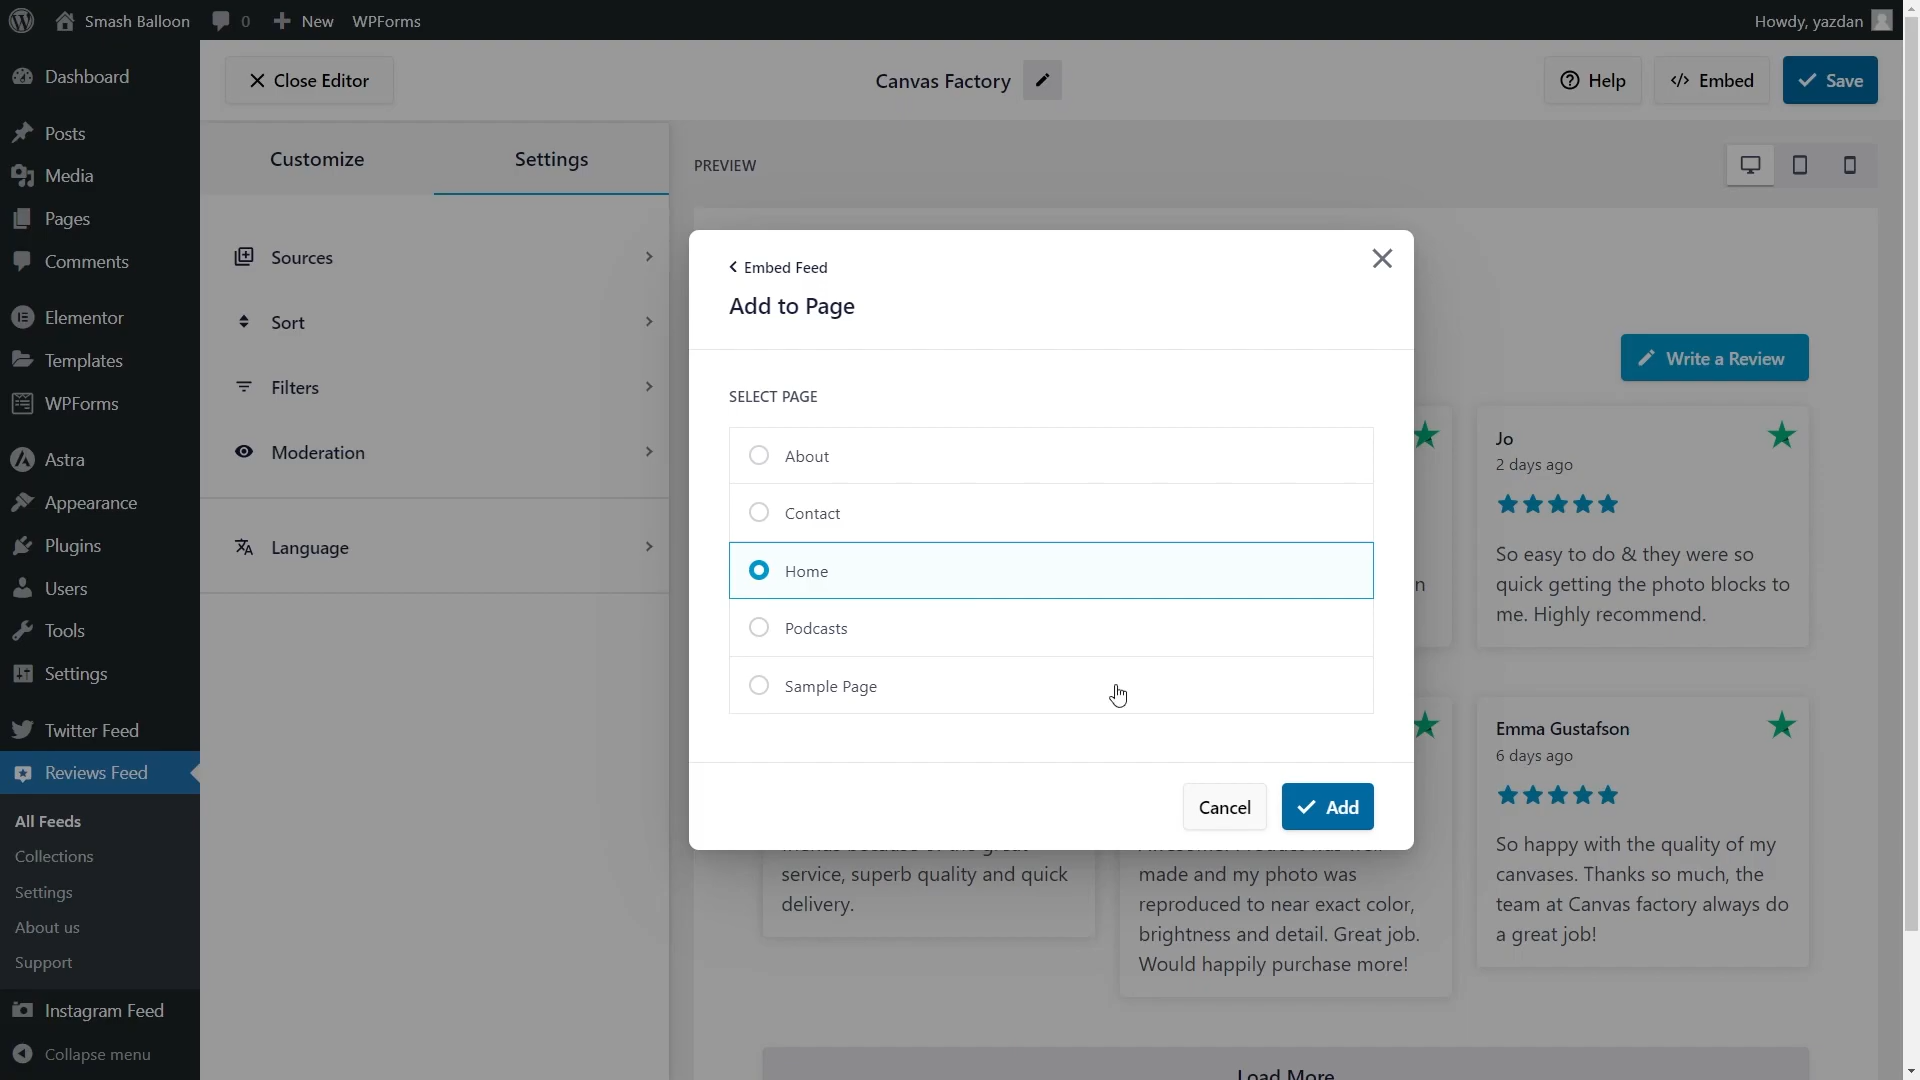 Smash Balloon
0
New
WPForms
Howdy, yazdan
Dashboard
Posts
Media
Pages
Comments
Elementor
Templates
WPForms
Astra
Appearance
Plugins
Users
Tools
Settings
Twitter Feed
Reviews Feed
All Feeds
Collections
Settings
About us
Support
Instagram Feed
Collapse menu
Close Editor
Canvas Factory
Help
Embed
Save
Customize
Settings
Sources
Sort
Filters
Moderation
Language
PREVIEW
Write a Review
Embed Feed
Add to Page
SELECT PAGE
About
Contact
Home
Podcasts
Sample Page
Cancel
Add
Jo
2 days ago
So easy to do & they were so
quick getting the photo blocks to
me. Highly recommend.
service, superb quality and quick
delivery.
made and my photo was
reproduced to near exact color,
brightness and detail. Great job.
Would happily purchase more!
Emma Gustafson
6 days ago
So happy with the quality of my
canvases. Thanks so much, the
team at Canvas factory always do
a great job!
Load More